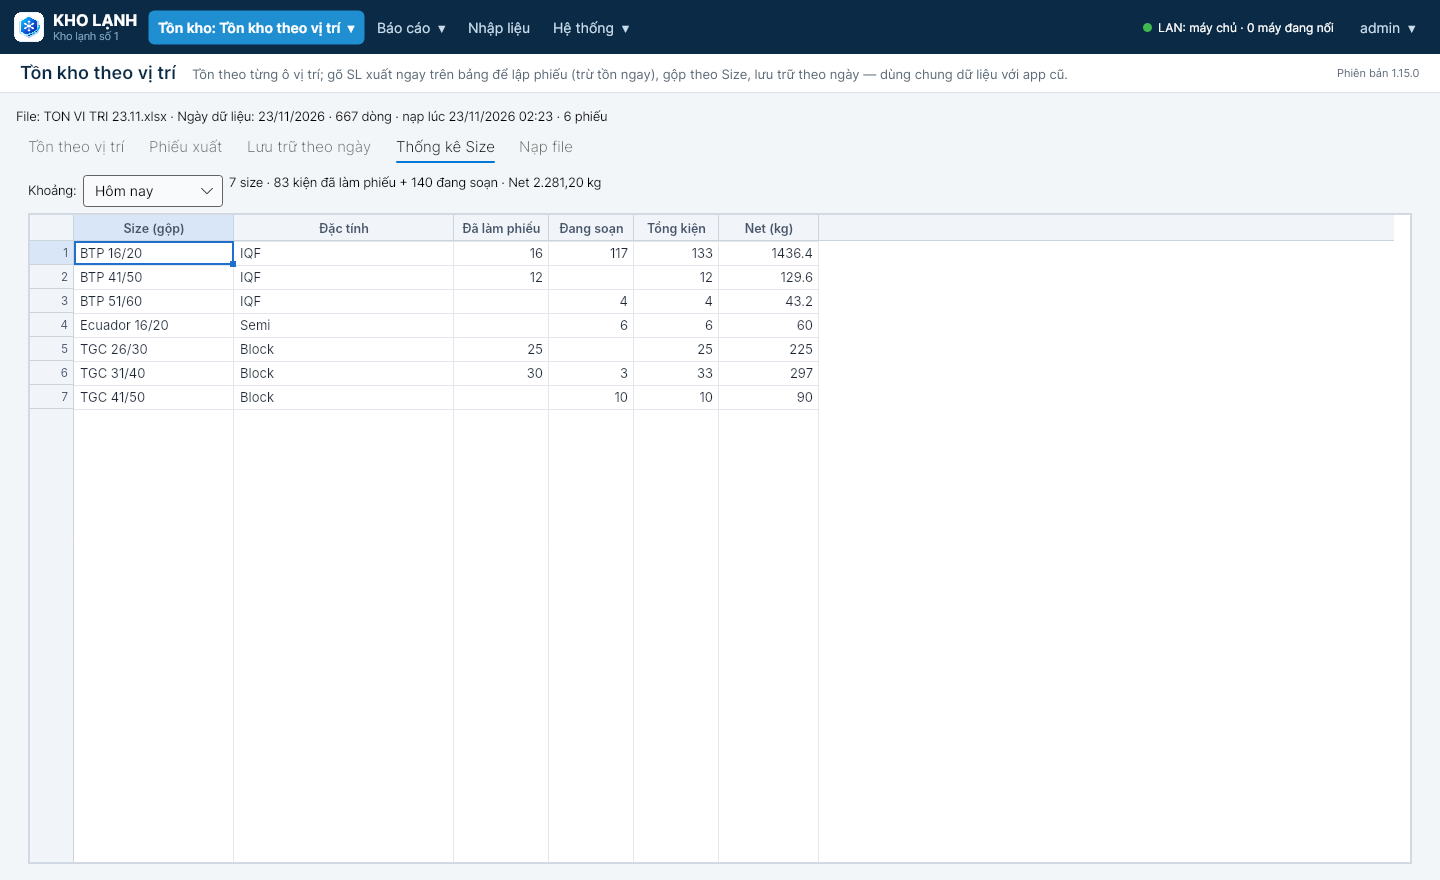 KHO LẠNH
Kho lạnh số 1
Tồn kho: Tồn kho theo vị trí ▾
Báo cáo ▾
Nhập liệu
Hệ thống ▾
LAN: máy chủ · 0 máy đang nối
admin ▾
Tồn kho theo vị trí
Tồn theo từng ô vị trí; gõ SL xuất ngay trên bảng để lập phiếu (trừ tồn ngay), gộp theo Size, lưu trữ theo ngày — dùng chung dữ liệu với app cũ.
Phiên bản 1.15.0
File: TON VI TRI 23.11.xlsx · Ngày dữ liệu: 23/11/2026 · 667 dòng · nạp lúc 23/11/2026 02:23 · 6 phiếu
Tồn theo vị trí Phiếu xuất Lưu trữ theo ngày Thống kê Size Nạp file
Khoảng: Hôm nay 7 size · 83 kiện đã làm phiếu + 140 đang soạn · Net 2.281,20 kg
Size (gộp) Đặc tính Đã làm phiếu Đang soạn Tổng kiện Net (kg)
1 BTP 16/20 IQF 16 117 133 1436.4
2 BTP 41/50 IQF 12 12 129.6
3 BTP 51/60 IQF 4 4 43.2
4 Ecuador 16/20 Semi 6 6 60
5 TGC 26/30 Block 25 25 225
6 TGC 31/40 Block 30 3 33 297
7 TGC 41/50 Block 10 10 90